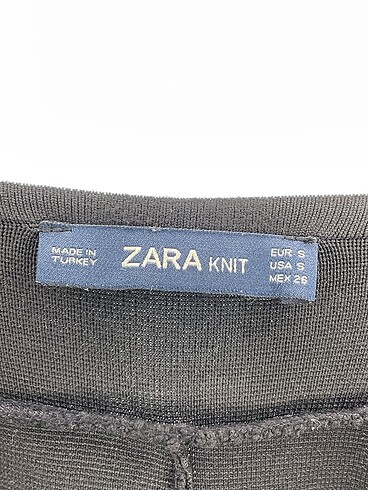 MADE IN
TURKEY
ZARA KNIT
EUR S
USA S
MEX 26